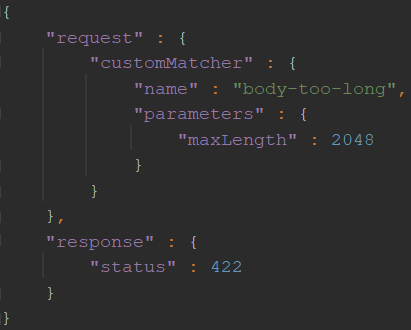 {
    "request" : {
        "customMatcher" : {
            "name" : "body-too-long",
            "parameters" : {
                "maxLength" : 2048
            }
        }
    },
    "response" : {
        "status" : 422
    }
}